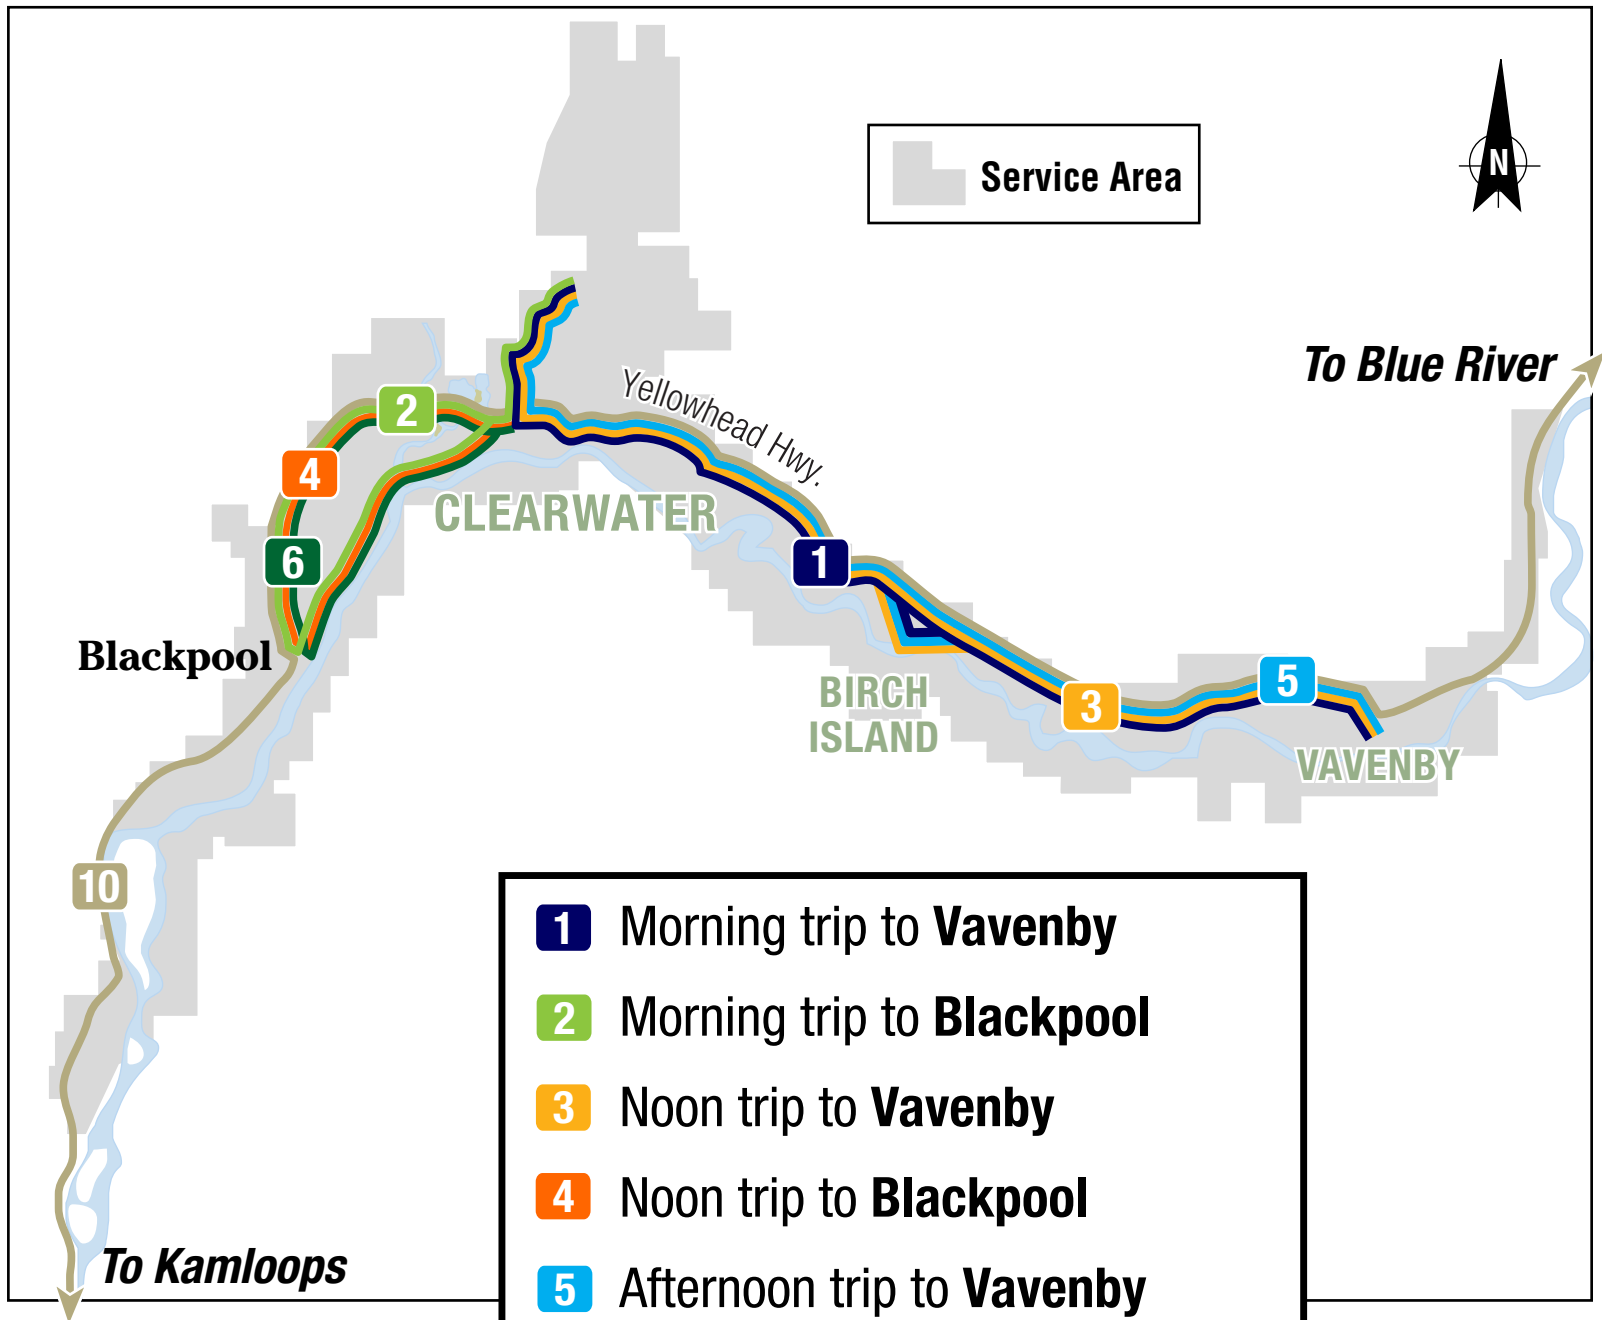 Service Area
N
To Blue River
Yellowhead Hwy.
2
4
CLEARWATER
6
1
Blackpool
BIRCH
ISLAND
3
5
VAVENBY
10
1 Morning trip to Vavenby
2 Morning trip to Blackpool
3 Noon trip to Vavenby
4 Noon trip to Blackpool
5 Afternoon trip to Vavenby
To Kamloops